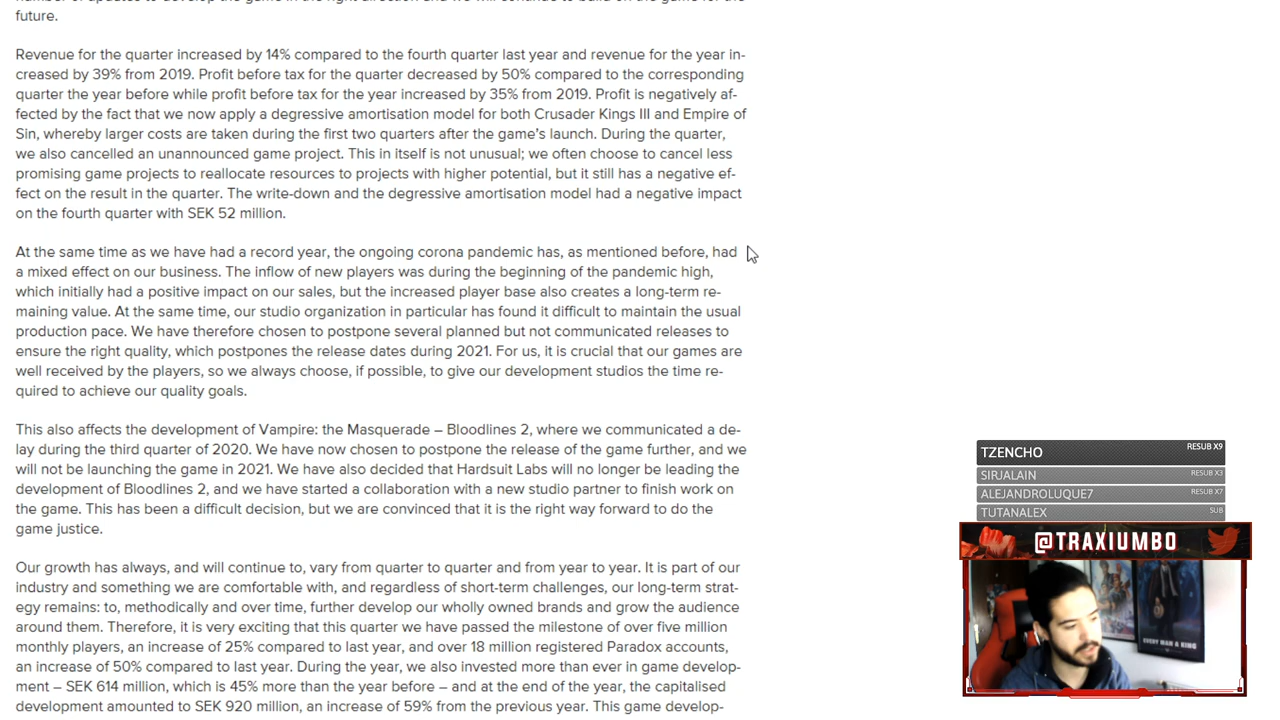 future.
Revenue for the quarter increased by 14% compared to the fourth quarter last year and revenue for the year in-
creased by 39% from 2019. Profit before tax for the quarter decreased by 50% compared to the corresponding
quarter the year before while profit before tax for the year increased by 35% from 2019. Profit is negatively af-
fected by the fact that we now apply a degressive amortisation model for both Crusader Kings III and Empire of
Sin, whereby larger costs are taken during the first two quarters after the game's launch. During the quarter,
we also cancelled an unannounced game project. This in itself is not unusual; we often choose to cancel less
promising game projects to reallocate resources to projects with higher potential, but it still has a negative ef-
fect on the result in the quarter. The write-down and the degressive amortisation model had a negative impact
on the fourth quarter with SEK 52 million.
At the same time as we have had a record year, the ongoing corona pandemic has, as mentioned before, had
a mixed effect on our business. The inflow of new players was during the beginning of the pandemic high,
which initially had a positive impact on our sales, but the increased player base also creates a long-term re-
maining value. At the same time, our studio organization in particular has found it difficult to maintain the usual
production pace. We have therefore chosen to postpone several planned but not communicated releases to
ensure the right quality, which postpones the release dates during 2021. For us, it is crucial that our games are
well received by the players, so we always choose, if possible, to give our development studios the time re-
quired to achieve our quality goals.
This also affects the development of Vampire: the Masquerade – Bloodlines 2, where we communicated a de-
lay during the third quarter of 2020. We have now chosen to postpone the release of the game further, and we
will not be launching the game in 2021. We have also decided that Hardsuit Labs will no longer be leading the
development of Bloodlines 2, and we have started a collaboration with a new studio partner to finish work on
the game. This has been a difficult decision, but we are convinced that it is the right way forward to do the
game justice.
Our growth has always, and will continue to, vary from quarter to quarter and from year to year. It is part of our
industry and something we are comfortable with, and regardless of short-term challenges, our long-term strat-
egy remains: to, methodically and over time, further develop our wholly owned brands and grow the audience
around them. Therefore, it is very exciting that this quarter we have passed the milestone of over five million
monthly players, an increase of 25% compared to last year, and over 18 million registered Paradox accounts,
an increase of 50% compared to last year. During the year, we also invested more than ever in game develop-
ment – SEK 614 million, which is 45% more than the year before – and at the end of the year, the capitalised
development amounted to SEK 920 million, an increase of 59% from the previous year. This game develop-
TZENCHO RESUB X9
SIRJALAIN RESUB X3
ALEJANDROLUQUE7 RESUB X7
TUTANALEX SUB
@TRAXIUMBO
EVERY MAN A KING